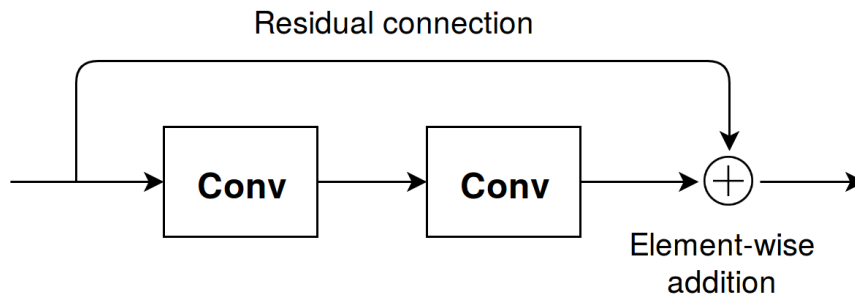 Residual connection
Conv
Conv
Element-wise
addition